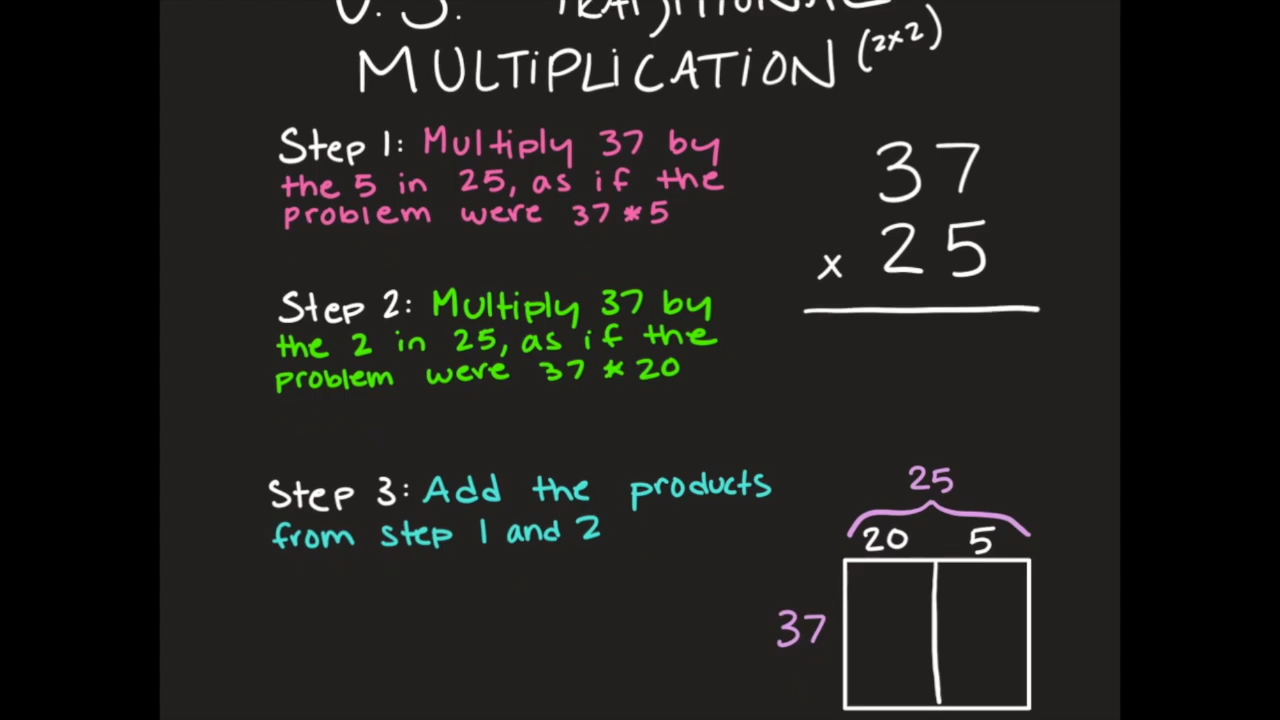 U.S. TRADITIONAL
MULTIPLICATION (2x2)
Step 1: Multiply 37 by
the 5 in 25, as if the
problem were 37 * 5
37
x 25
Step 2: Multiply 37 by
the 2 in 25, as if the
problem were 37 * 20
Step 3: Add the products
from step 1 and 2
25
20 5
37